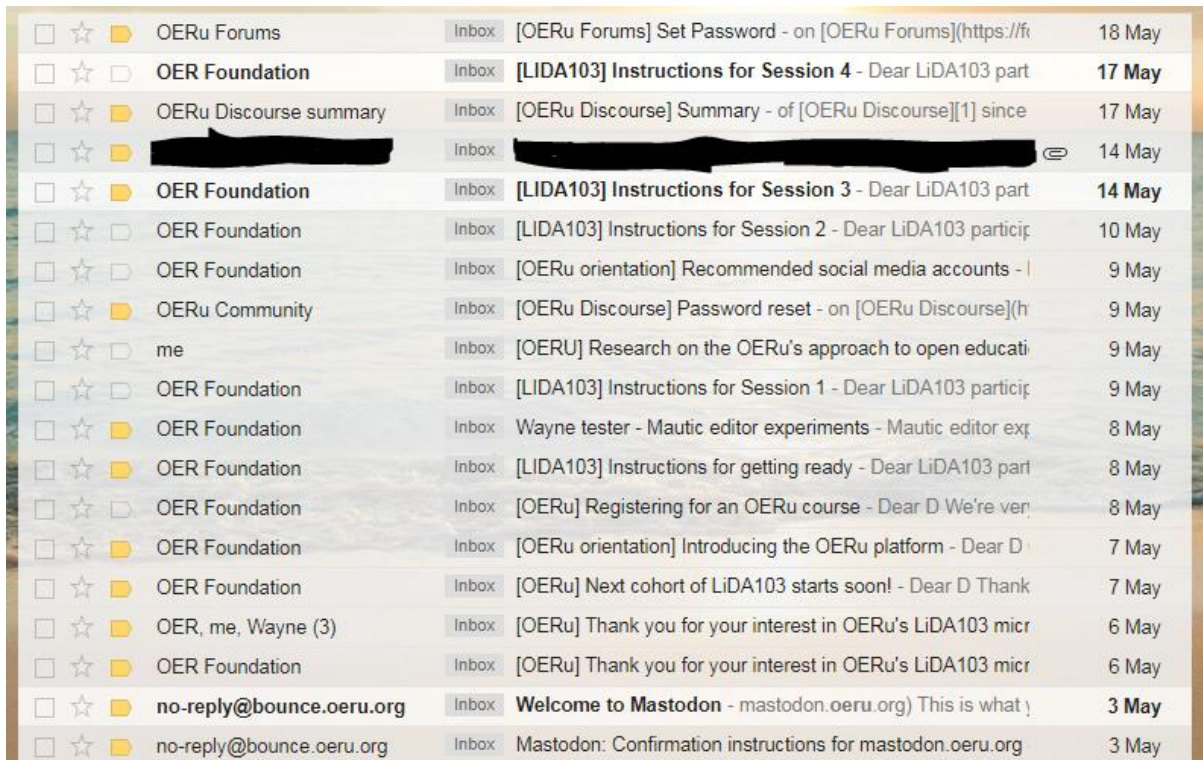 OERu Forums Inbox [OERu Forums] Set Password - on [OERu Forums](https://fo 18 May
OER Foundation Inbox [LIDA103] Instructions for Session 4 - Dear LiDA103 part 17 May
OERu Discourse summary Inbox [OERu Discourse] Summary - of [OERu Discourse][1] since 17 May
Inbox 14 May
OER Foundation Inbox [LIDA103] Instructions for Session 3 - Dear LiDA103 part 14 May
OER Foundation Inbox [LIDA103] Instructions for Session 2 - Dear LiDA103 particip 10 May
OER Foundation Inbox [OERu orientation] Recommended social media accounts - 9 May
OERu Community Inbox [OERu Discourse] Password reset - on [OERu Discourse](h 9 May
me Inbox [OERU] Research on the OERu's approach to open educati 9 May
OER Foundation Inbox [LIDA103] Instructions for Session 1 - Dear LiDA103 particip 9 May
OER Foundation Inbox Wayne tester - Mautic editor experiments - Mautic editor exp 8 May
OER Foundation Inbox [LIDA103] Instructions for getting ready - Dear LiDA103 part 8 May
OER Foundation Inbox [OERu] Registering for an OERu course - Dear D We're very 8 May
OER Foundation Inbox [OERu orientation] Introducing the OERu platform - Dear D 7 May
OER Foundation Inbox [OERu] Next cohort of LiDA103 starts soon! - Dear D Thank 7 May
OER, me, Wayne (3) Inbox [OERu] Thank you for your interest in OERu's LiDA103 micr 6 May
OER Foundation Inbox [OERu] Thank you for your interest in OERu's LiDA103 micr 6 May
no-reply@bounce.oeru.org Inbox Welcome to Mastodon - mastodon.oeru.org) This is what 3 May
no-reply@bounce.oeru.org Inbox Mastodon: Confirmation instructions for mastodon.oeru.org 3 May